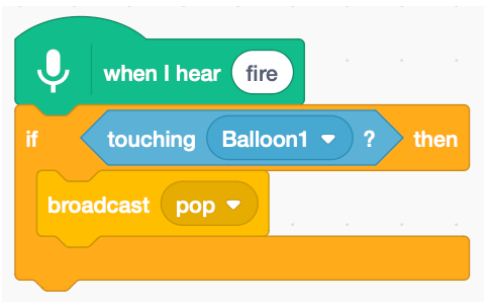 when I hear fire
if touching Balloon1 ? then
broadcast pop